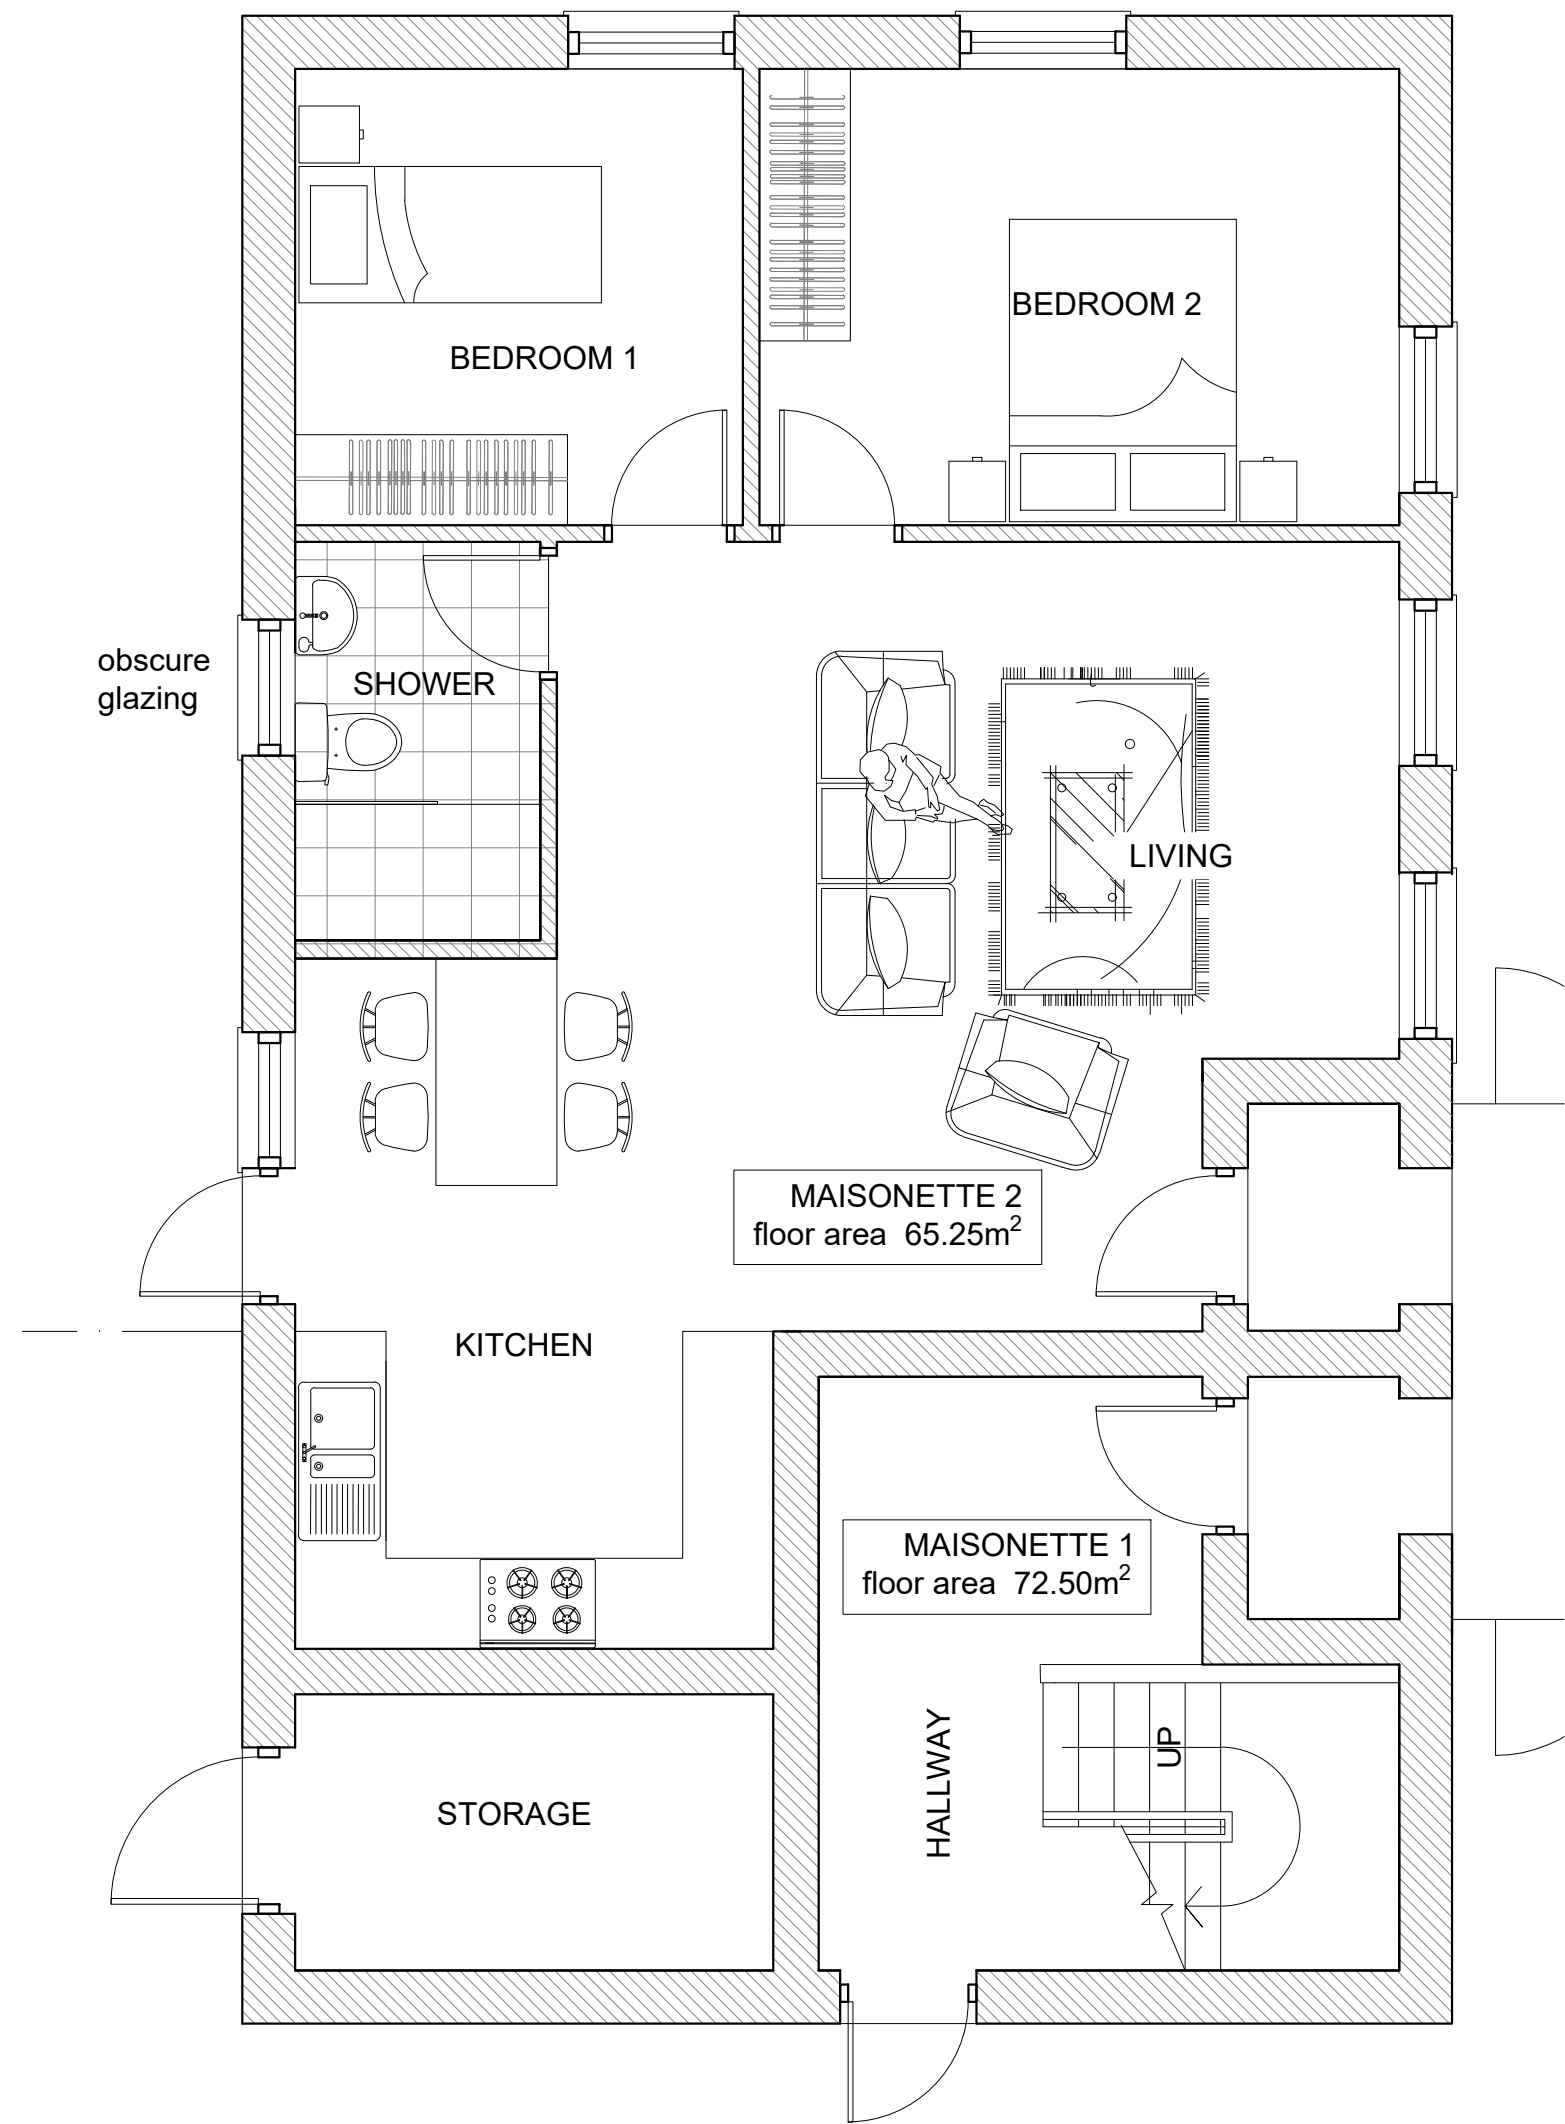 BEDROOM 2
BEDROOM 1
obscure
glazing
SHOWER
LIVING
MAISONETTE 2
floor area 65.25m²
KITCHEN
MAISONETTE 1
floor area 72.50m²
HALLWAY
UP
STORAGE